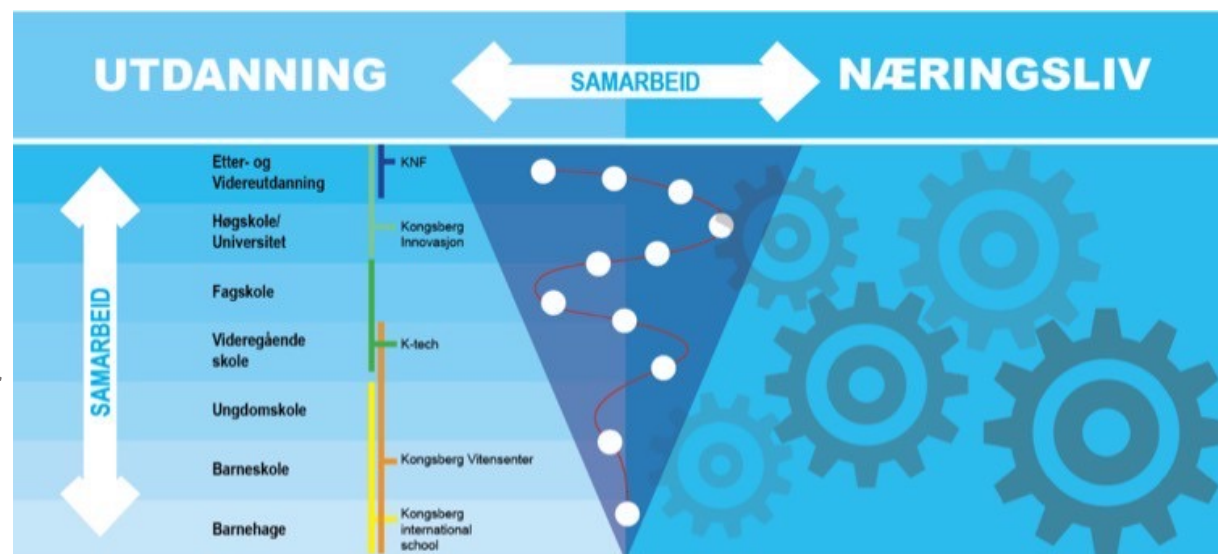 UTDANNING
SAMARBEID
NÆRINGSLIV
SAMARBEID
Etter- og
Videreutdanning
Høgskole/
Universitet
Fagskole
Videregående
skole
Ungdomskole
Barneskole
Barnehage
KNF
Kongsberg
Innovasjon
K-tech
Kongsberg Vitensenter
Kongsberg
international
school